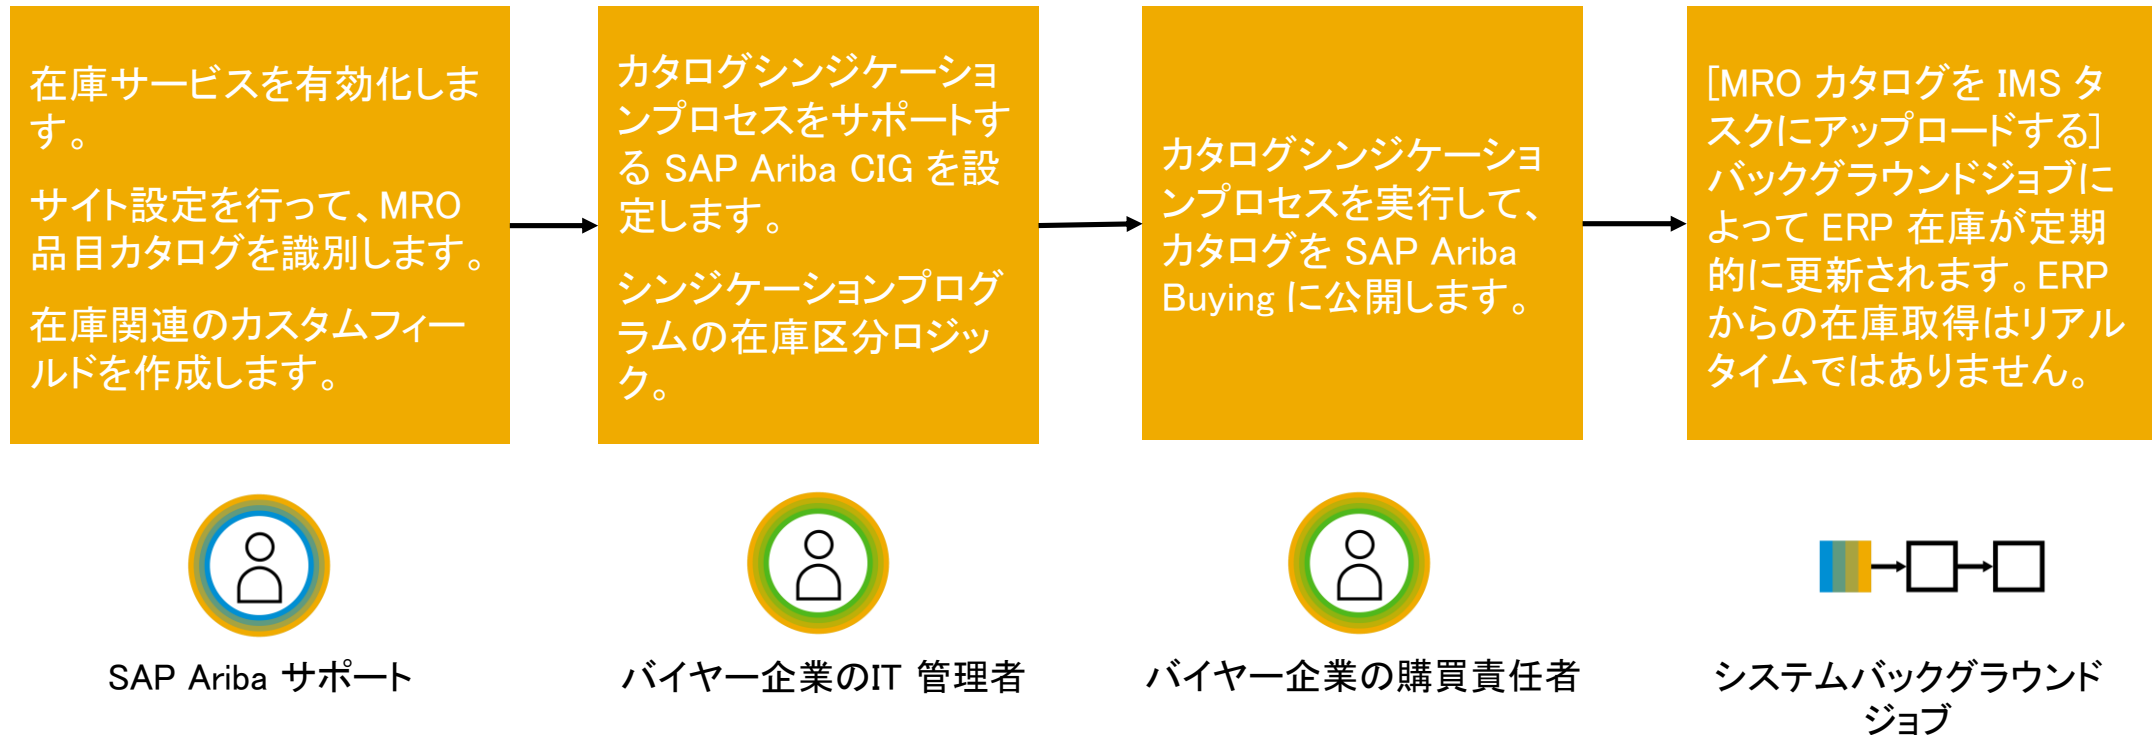 在庫サービスを有効化しま
す。
サイト設定を行って、MRO
品目カタログを識別します。
在庫関連のカスタムフィー
ルドを作成します。
カタログシンジケーショ
ンプロセスをサポートす
る SAP Ariba CIG を設
定します。
シンジケーションプログ
ラムの在庫区分ロジッ
ク。
カタログシンジケーショ
ンプロセスを実行して、
カタログを SAP Ariba
Buying に公開します。
[MRO カタログを IMS タ
スクにアップロードする]
バックグラウンドジョブに
よって ERP 在庫が定期
的に更新されます。ERP
からの在庫取得はリアル
タイムではありません。
SAP Ariba サポート
バイヤー企業のIT 管理者
バイヤー企業の購買責任者
システムバックグラウンド
ジョブ